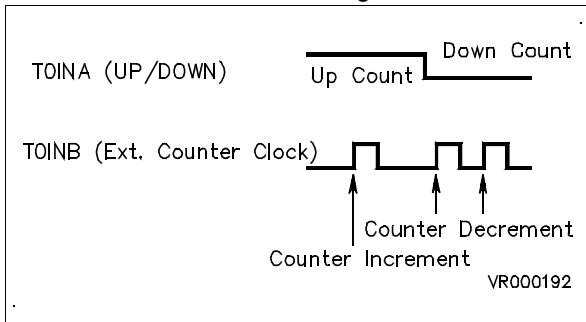 Down Count
T0INA (UP/DOWN)
Up Count
T0INB (Ext. Counter Clock)
Counter Decrement
Counter Increment
VR000192